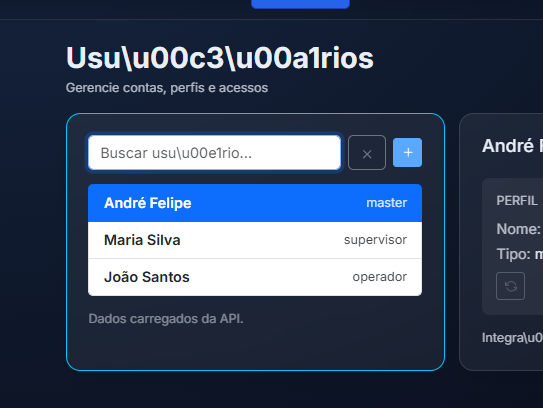 Usu\u00c3\u00a1rios
Gerencie contas, perfis e acessos
Buscar usu\u00e1rio...
×
+
André Felipe master
Maria Silva supervisor
João Santos operador
Dados carregados da API.
André F
PERFIL
Nome:
Tipo: m
Integra\u0